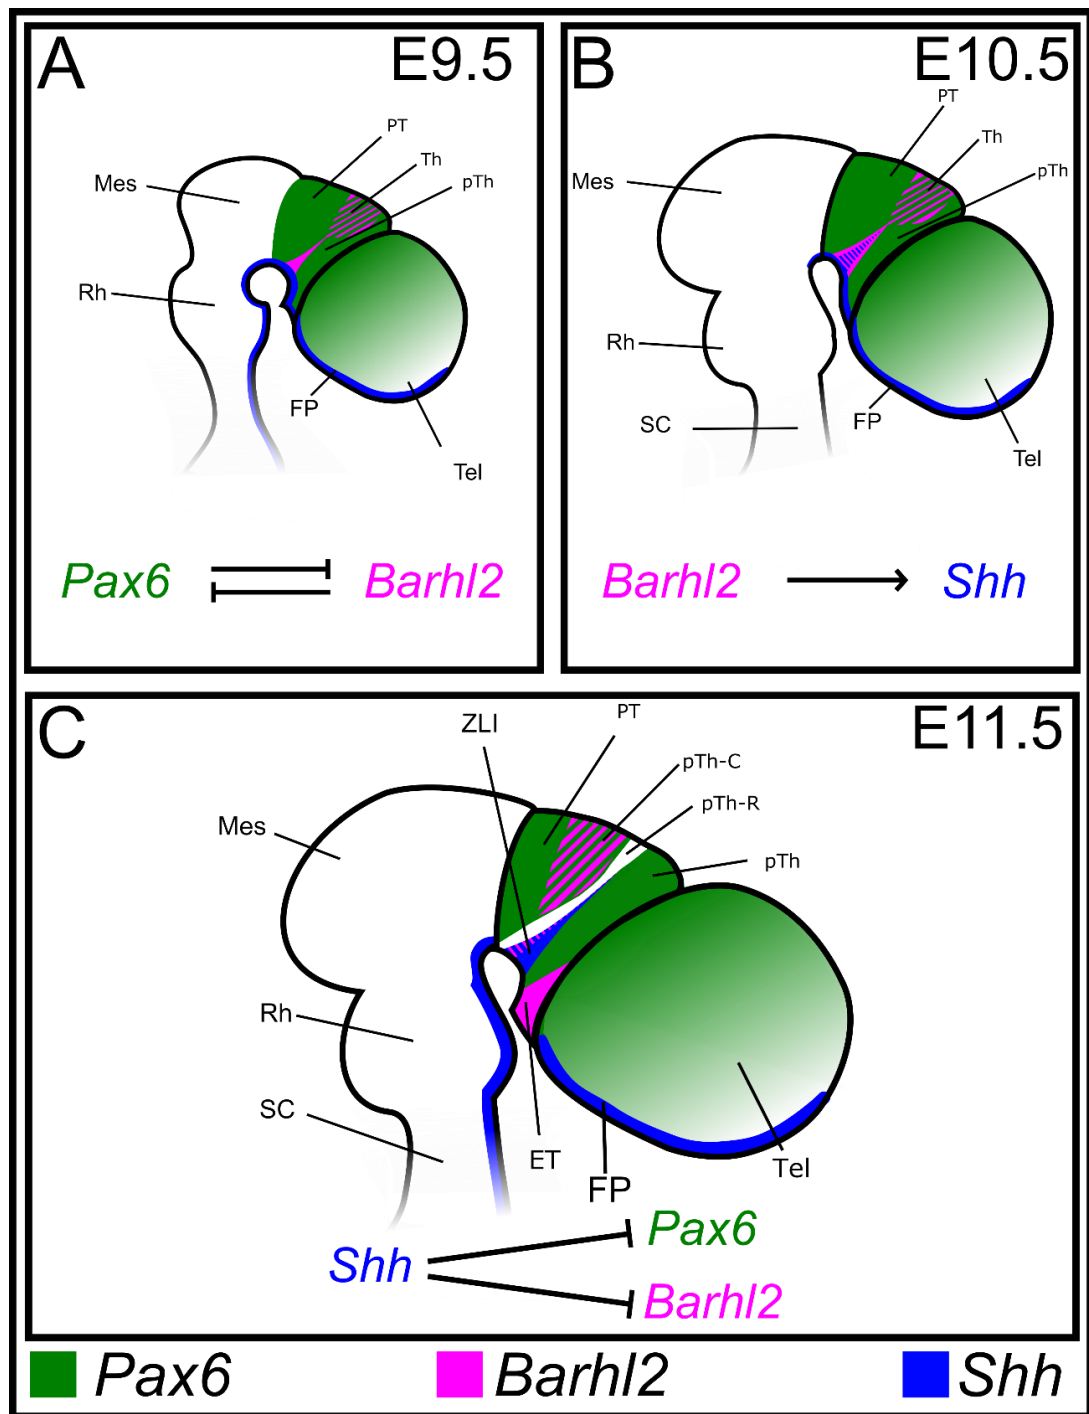 A E9.5
PT
Th
pTh
Mes
Rh
FP
Tel
Pax6 Barhl2
B E10.5
PT
Th
pTh
Mes
Rh
SC
FP
Tel
Barhl2 Shh
C E11.5
ZLI
PT
pTh-C
pTh-R
pTh
Mes
Rh
SC
ET
FP
Tel
Shh
Pax6
Barhl2
Pax6 Barhl2 Shh